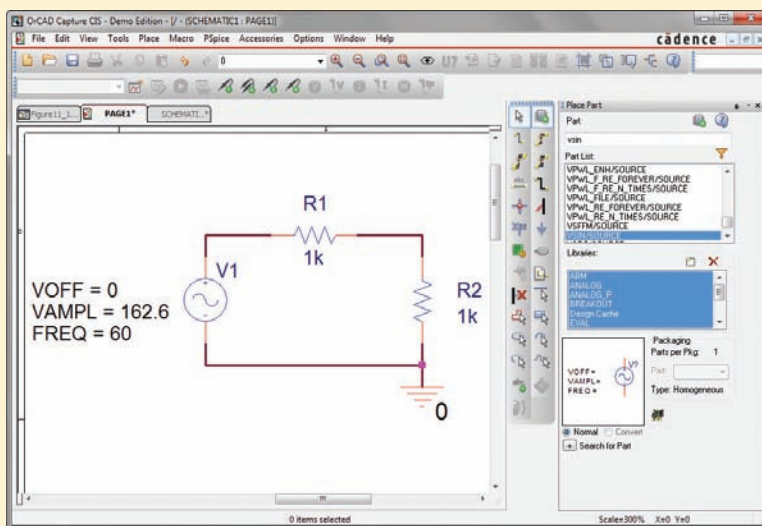 OrCAD Capture CIS - Demo Edition - [/ - (SCHEMATIC1 : PAGE1)]
File Edit View Tools Place Macro PSpice Accessories Options Window Help
cādence
0
U?
PAGE1*
SCHEMATI...*
Place Part
Part
vsin
Part List:
VPWL_ENH/SOURCE
VPWL_F_RE_FOREVER/SOURCE
VPWL_F_RE_N_TIMES/SOURCE
VPWL_FILE/SOURCE
VPWL_RE_FOREVER/SOURCE
VPWL_RE_N_TIMES/SOURCE
VSFFM/SOURCE
VSIN/SOURCE
Libraries:
ABM
ANALOG
ANALOG_P
BREAKOUT
Design Cache
EVAL
Packaging
Parts per Pkg: 1
Part:
Type: Homogeneous
VOFF =
VAMPL=
FREQ =
V?
Normal
Convert
Search for Part
R1
1k
V1
VOFF = 0
VAMPL = 162.6
FREQ = 60
R2
1k
0
0 items selected
Scale=300% X=0 Y=0